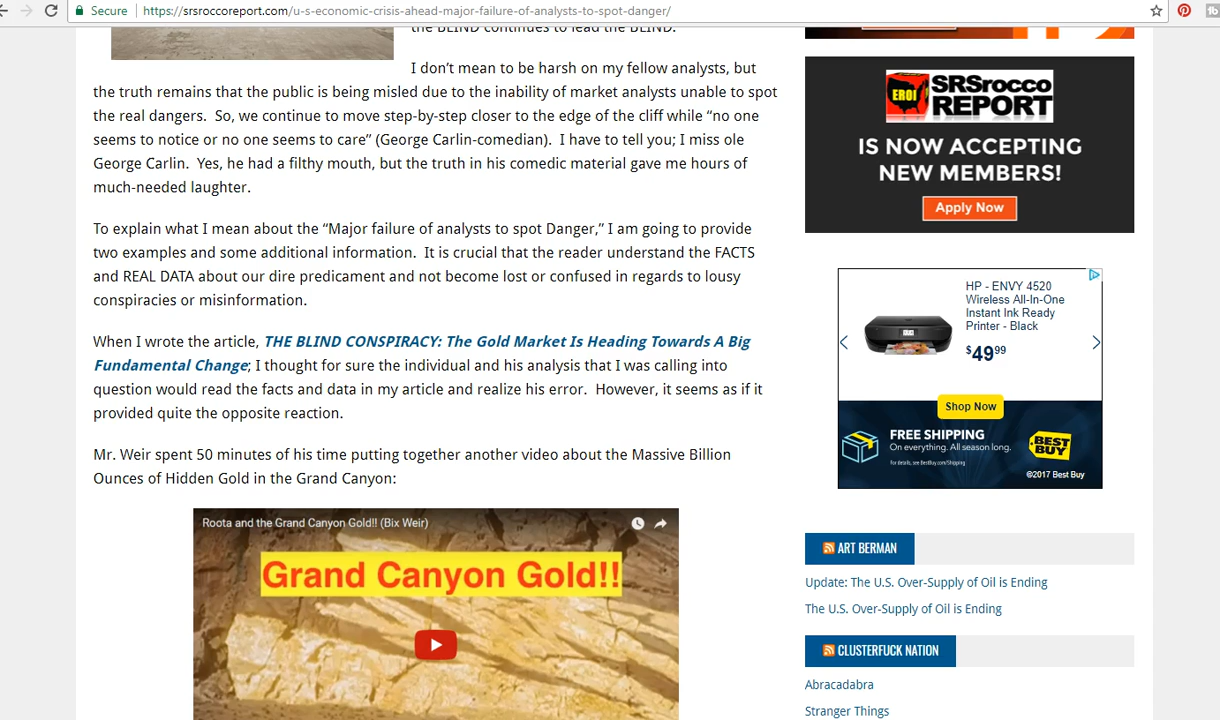 Secure
https://srsroccoreport.com/u-s-economic-crisis-ahead-major-failure-of-analysts-to-spot-danger/
the BLIND continues to lead the BLIND.
I don’t mean to be harsh on my fellow analysts, but
the truth remains that the public is being misled due to the inability of market analysts unable to spot
the real dangers.  So, we continue to move step-by-step closer to the edge of the cliff while “no one
seems to notice or no one seems to care” (George Carlin-comedian).  I have to tell you; I miss ole
George Carlin.  Yes, he had a filthy mouth, but the truth in his comedic material gave me hours of
much-needed laughter.
To explain what I mean about the “Major failure of analysts to spot Danger,” I am going to provide
two examples and some additional information.  It is crucial that the reader understand the FACTS
and REAL DATA about our dire predicament and not become lost or confused in regards to lousy
conspiracies or misinformation.
When I wrote the article, THE BLIND CONSPIRACY: The Gold Market Is Heading Towards A Big
Fundamental Change; I thought for sure the individual and his analysis that I was calling into
question would read the facts and data in my article and realize his error.  However, it seems as if it
provided quite the opposite reaction.
Mr. Weir spent 50 minutes of his time putting together another video about the Massive Billion
Ounces of Hidden Gold in the Grand Canyon:
Roota and the Grand Canyon Gold!! (Bix Weir)
Grand Canyon Gold!!
EROI
SRSrocco
REPORT
IS NOW ACCEPTING
NEW MEMBERS!
Apply Now
HP - ENVY 4520
Wireless All-In-One
Instant Ink Ready
Printer - Black
$49.99
Shop Now
FREE SHIPPING
On everything. All season long.
For details, see BestBuy.com/Shipping
BEST
BUY
©2017 Best Buy
ART BERMAN
Update: The U.S. Over-Supply of Oil is Ending
The U.S. Over-Supply of Oil is Ending
CLUSTERFUCK NATION
Abracadabra
Stranger Things